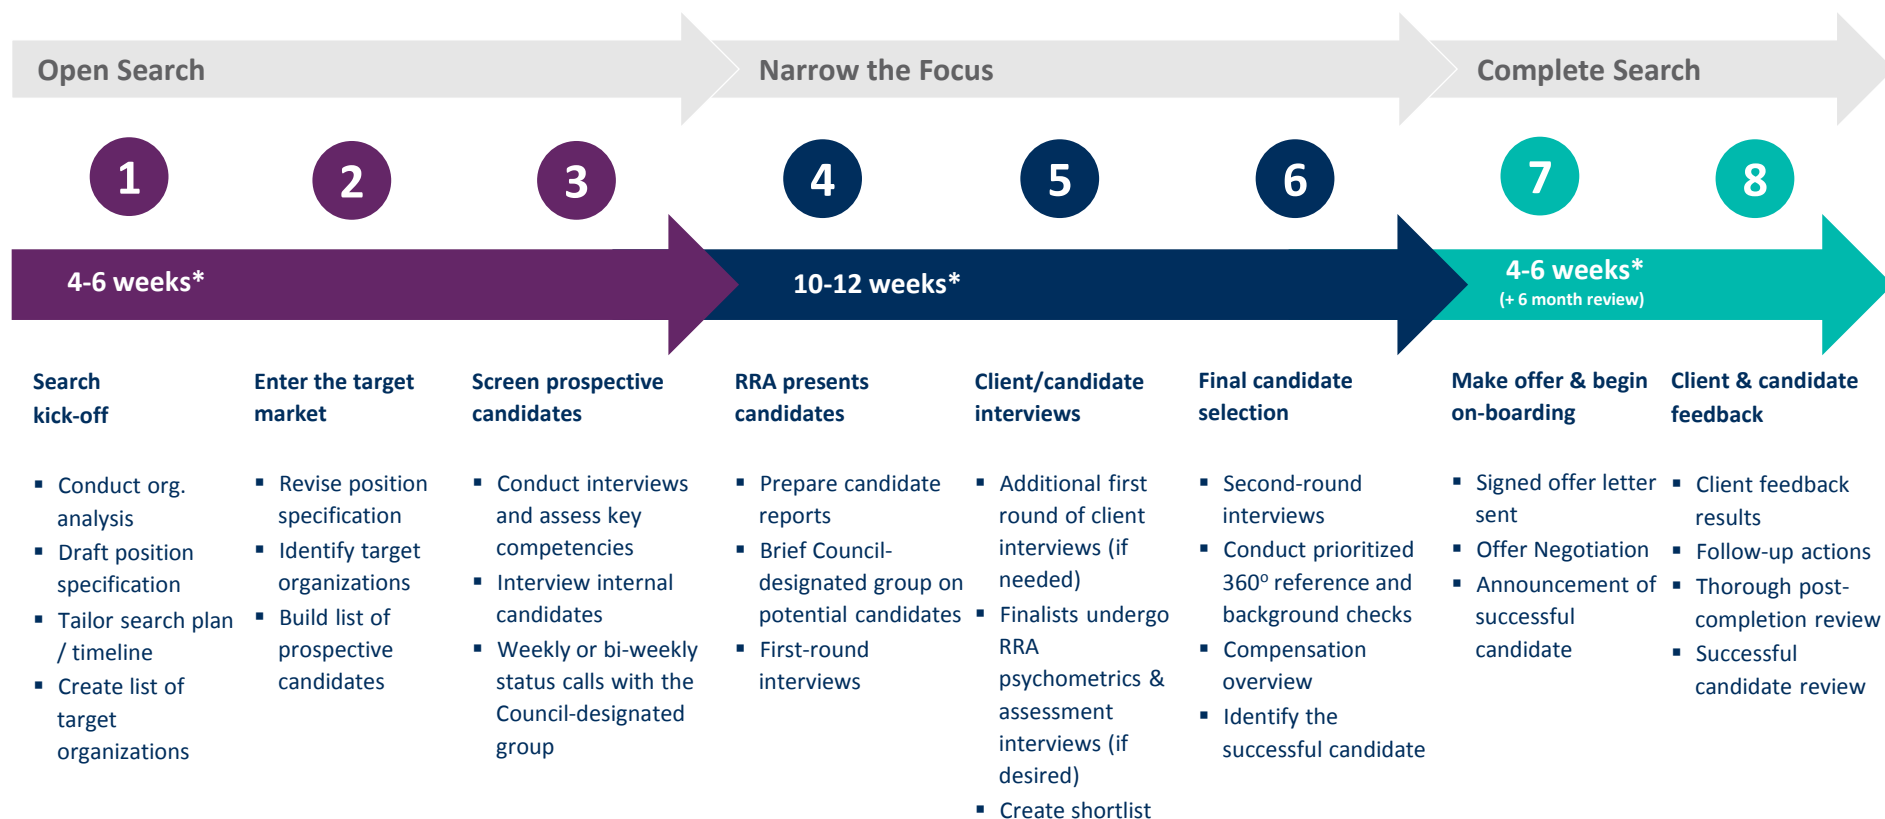 Open Search
Narrow the Focus
Complete Search
1
2
3
4
5
6
7
8
4-6 weeks*
10-12 weeks*
4-6 weeks*
(+ 6 month review)
Search
kick-off
▪ Conduct org.
analysis
▪ Draft position
specification
▪ Tailor search plan
/ timeline
▪ Create list of
target
organizations
Enter the target
market
▪ Revise position
specification
▪ Identify target
organizations
▪ Build list of
prospective
candidates
Screen prospective
candidates
▪ Conduct interviews
and assess key
competencies
▪ Interview internal
candidates
▪ Weekly or bi-weekly
status calls with the
Council-designated
group
RRA presents
candidates
▪ Prepare candidate
reports
▪ Brief Council-
designated group on
potential candidates
▪ First-round
interviews
Client/candidate
interviews
▪ Additional first
round of client
interviews (if
needed)
▪ Finalists undergo
RRA
psychometrics &
assessment
interviews (if
desired)
▪ Create shortlist
Final candidate
selection
▪ Second-round
interviews
▪ Conduct prioritized
360º reference and
background checks
▪ Compensation
overview
▪ Identify the
successful candidate
Make offer & begin
on-boarding
▪ Signed offer letter
sent
▪ Offer Negotiation
▪ Announcement of
successful
candidate
Client & candidate
feedback
▪ Client feedback
results
▪ Follow-up actions
▪ Thorough post-
completion review
▪ Successful
candidate review